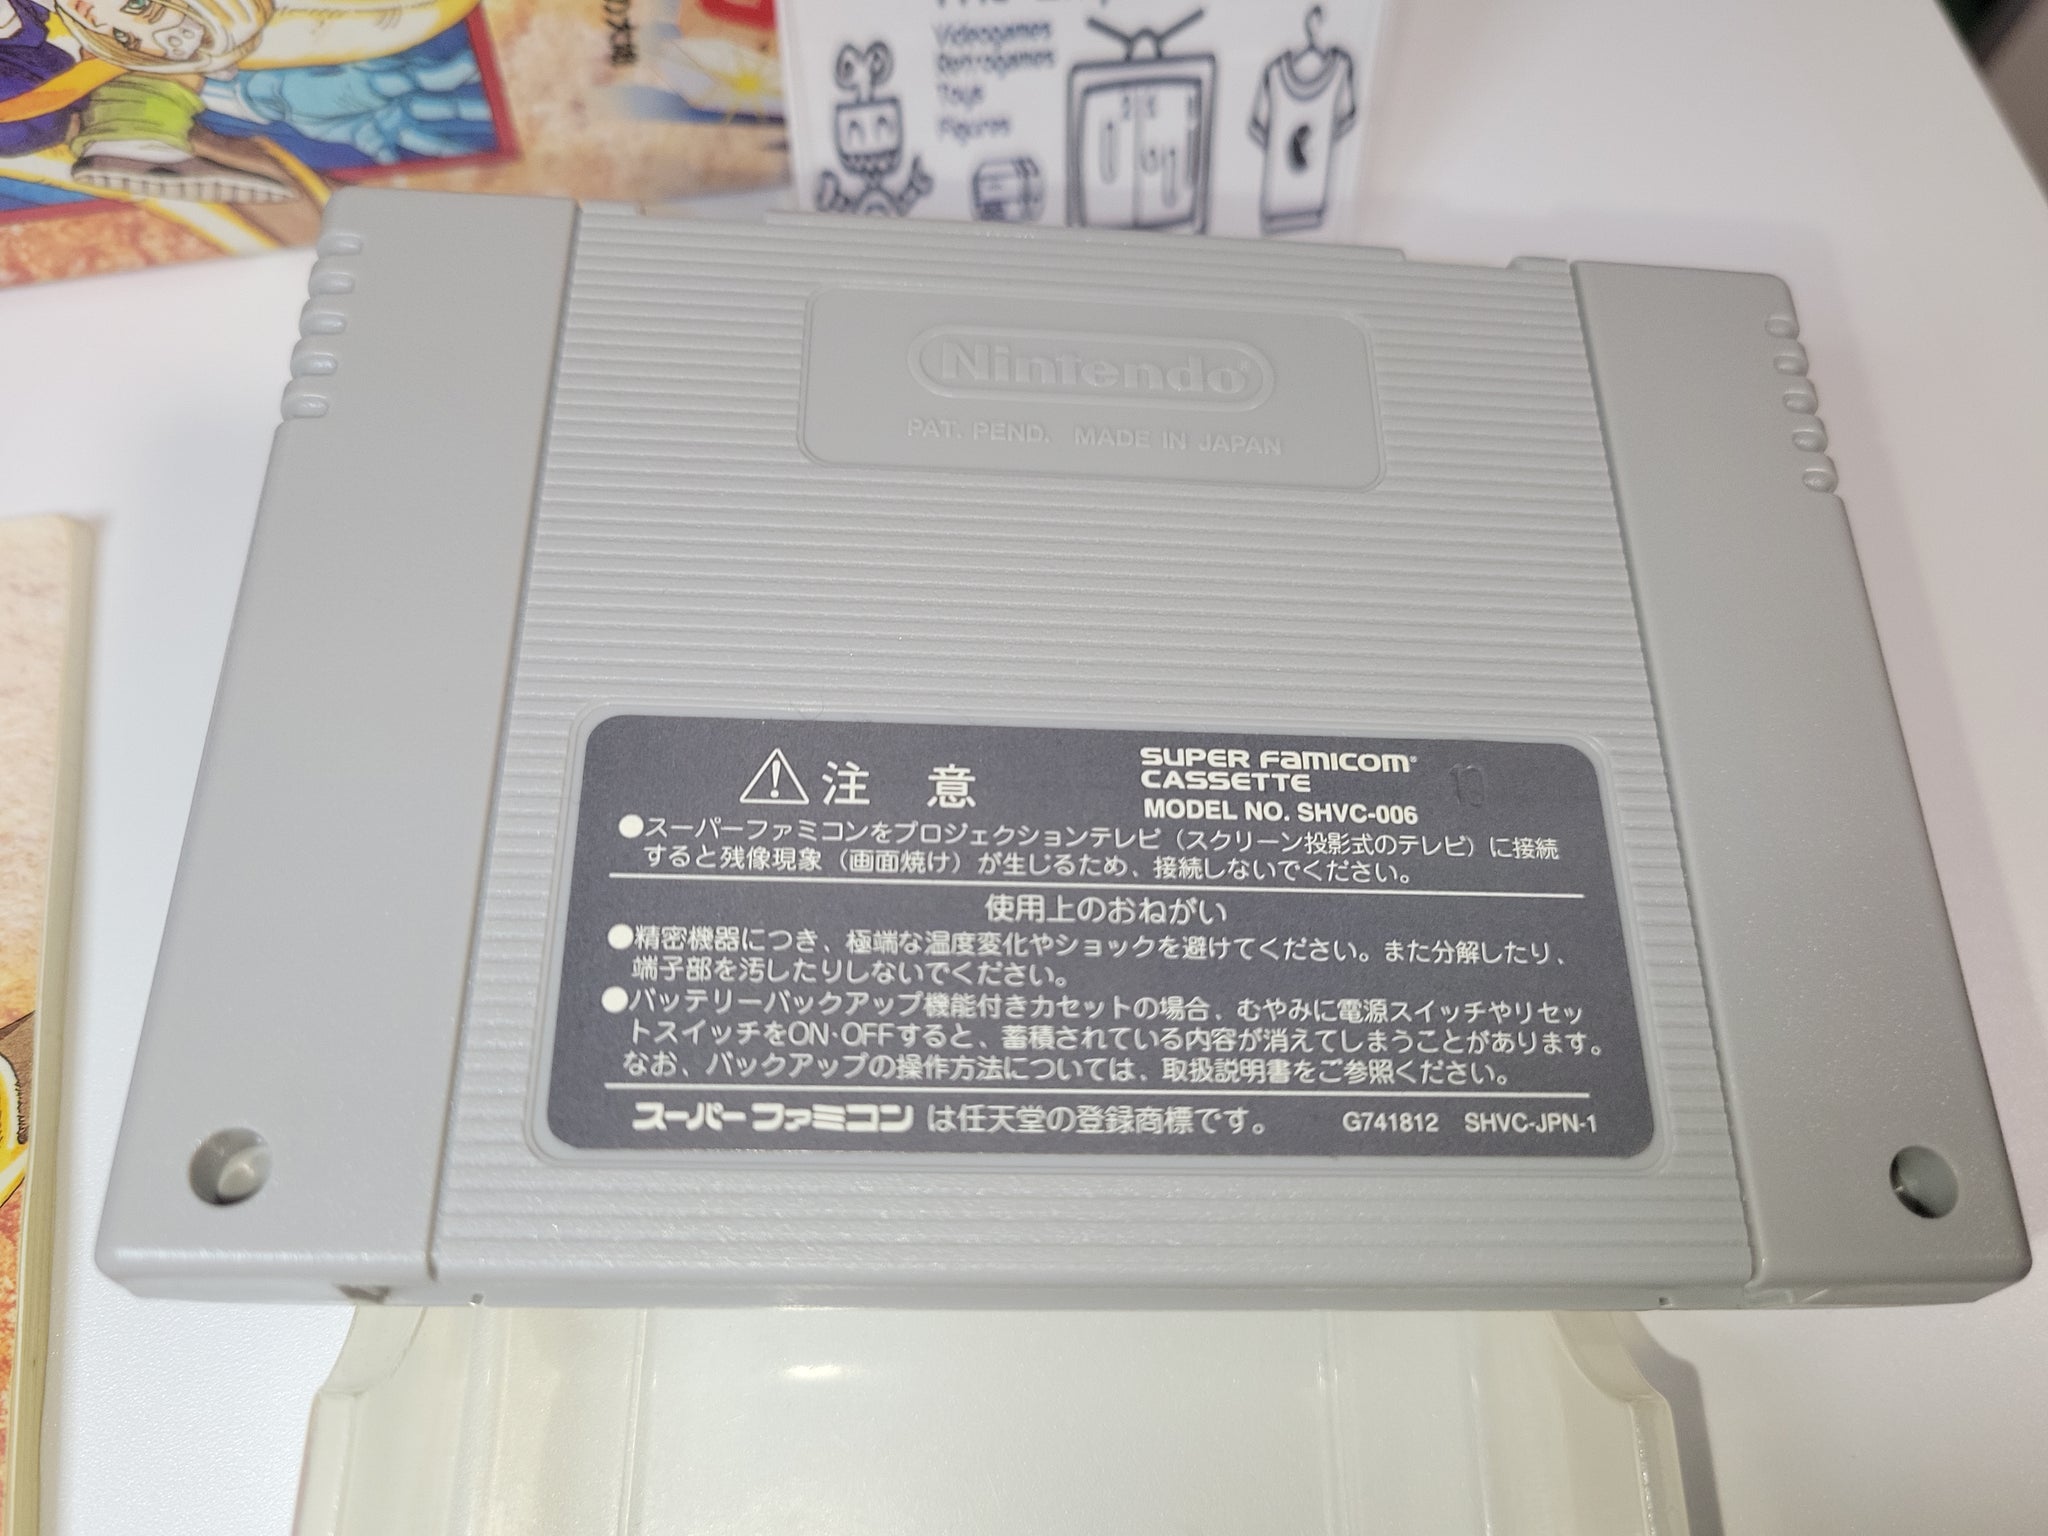 の大雄
Videogames
Retrogames
Toys
Figures
Nintendo®
PAT. PEND. MADE IN JAPAN
注 意
SUPER FAMICOM®
CASSETTE
MODEL NO. SHVC-006
10
●スーパーファミコンをプロジェクションテレビ(スクリーン投影式のテレビ)に接続
すると残像現象(画面焼け)が生じるため、接続しないでください。
使用上のおねがい
●精密機器につき、極端な温度変化やショックを避けてください。また分解したり、
端子部を汚したりしないでください。
●バッテリーバックアップ機能付きカセットの場合、むやみに電源スイッチやリセッ
トスイッチをON·OFFすると、蓄積されている内容が消えてしまうことがあります。
なお、バックアップの操作方法については、取扱説明書をご参照ください。
スーパーファミコン は任天堂の登録商標です。 G741812 SHVC-JPN-1